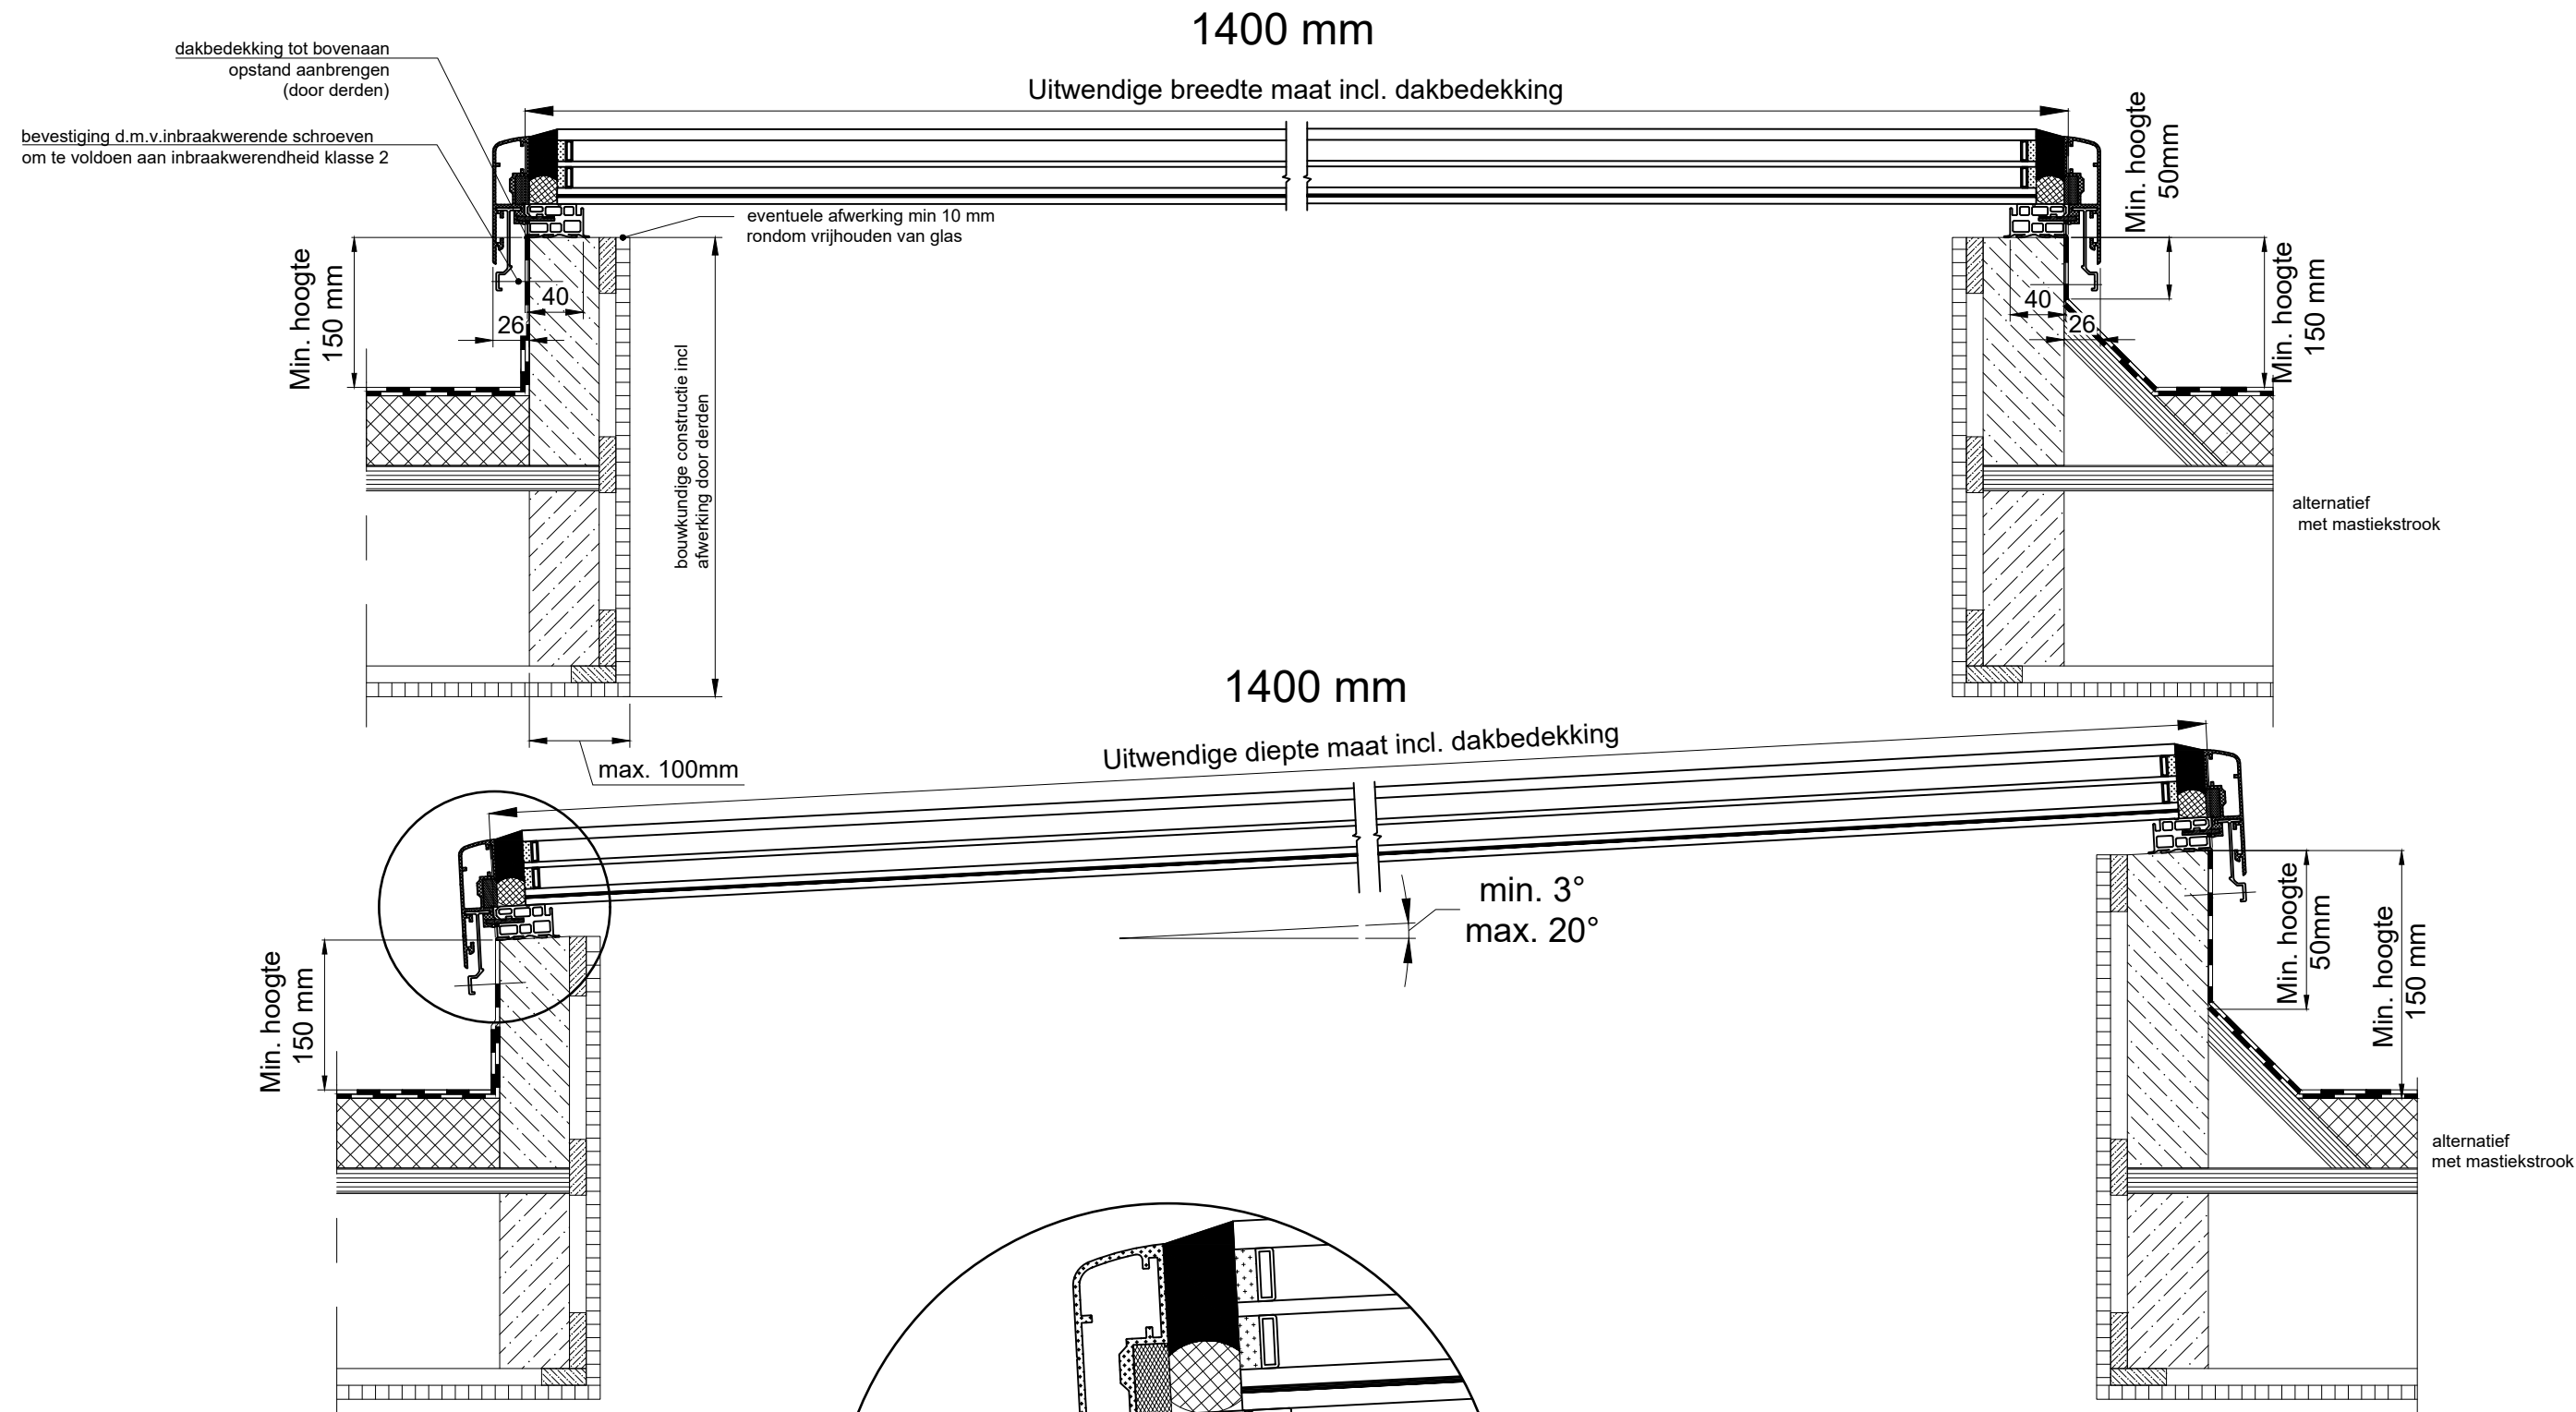 1400 mm
Uitwendige breedte maat incl. dakbedekking
dakbedekking tot bovenaan
opstand aanbrengen
(door derden)
bevestiging d.m.v.inbraakwerende schroeven
om te voldoen aan inbraakwerendheid klasse 2
eventuele afwerking min 10 mm
rondom vrijhouden van glas
Min. hoogte
150 mm
40
26
bouwkundige constructie incl
afwerking door derden
max. 100mm
Min. hoogte
50mm
Min. hoogte
150 mm
40
26
alternatief
met mastiekstrook
1400 mm
Uitwendige diepte maat incl. dakbedekking
min. 3°
max. 20°
Min. hoogte
150 mm
Min. hoogte
50mm
Min. hoogte
150 mm
alternatief
met mastiekstrook